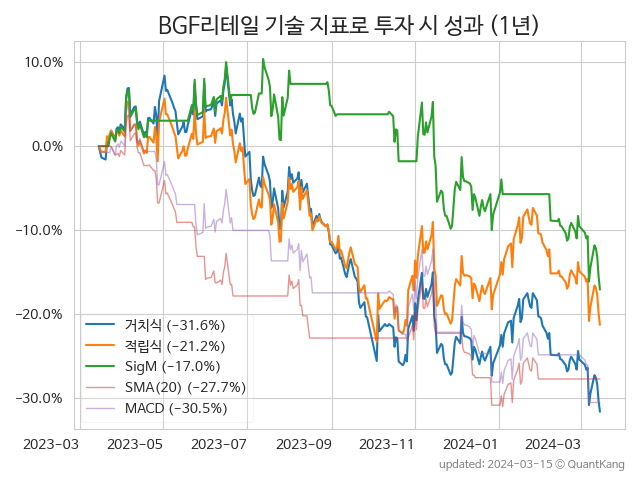 BGF리테일 기술 지표로 투자 시 성과 (1년)
10.0%
0.0%
−10.0%
−20.0%
−30.0%
거치식 (−31.6%)
적립식 (−21.2%)
SigM (−17.0%)
SMA(20) (−27.7%)
MACD (−30.5%)
2023-03 2023-05 2023-07 2023-09 2023-11 2024-01 2024-03
updated: 2024-03-15 © QuantKang